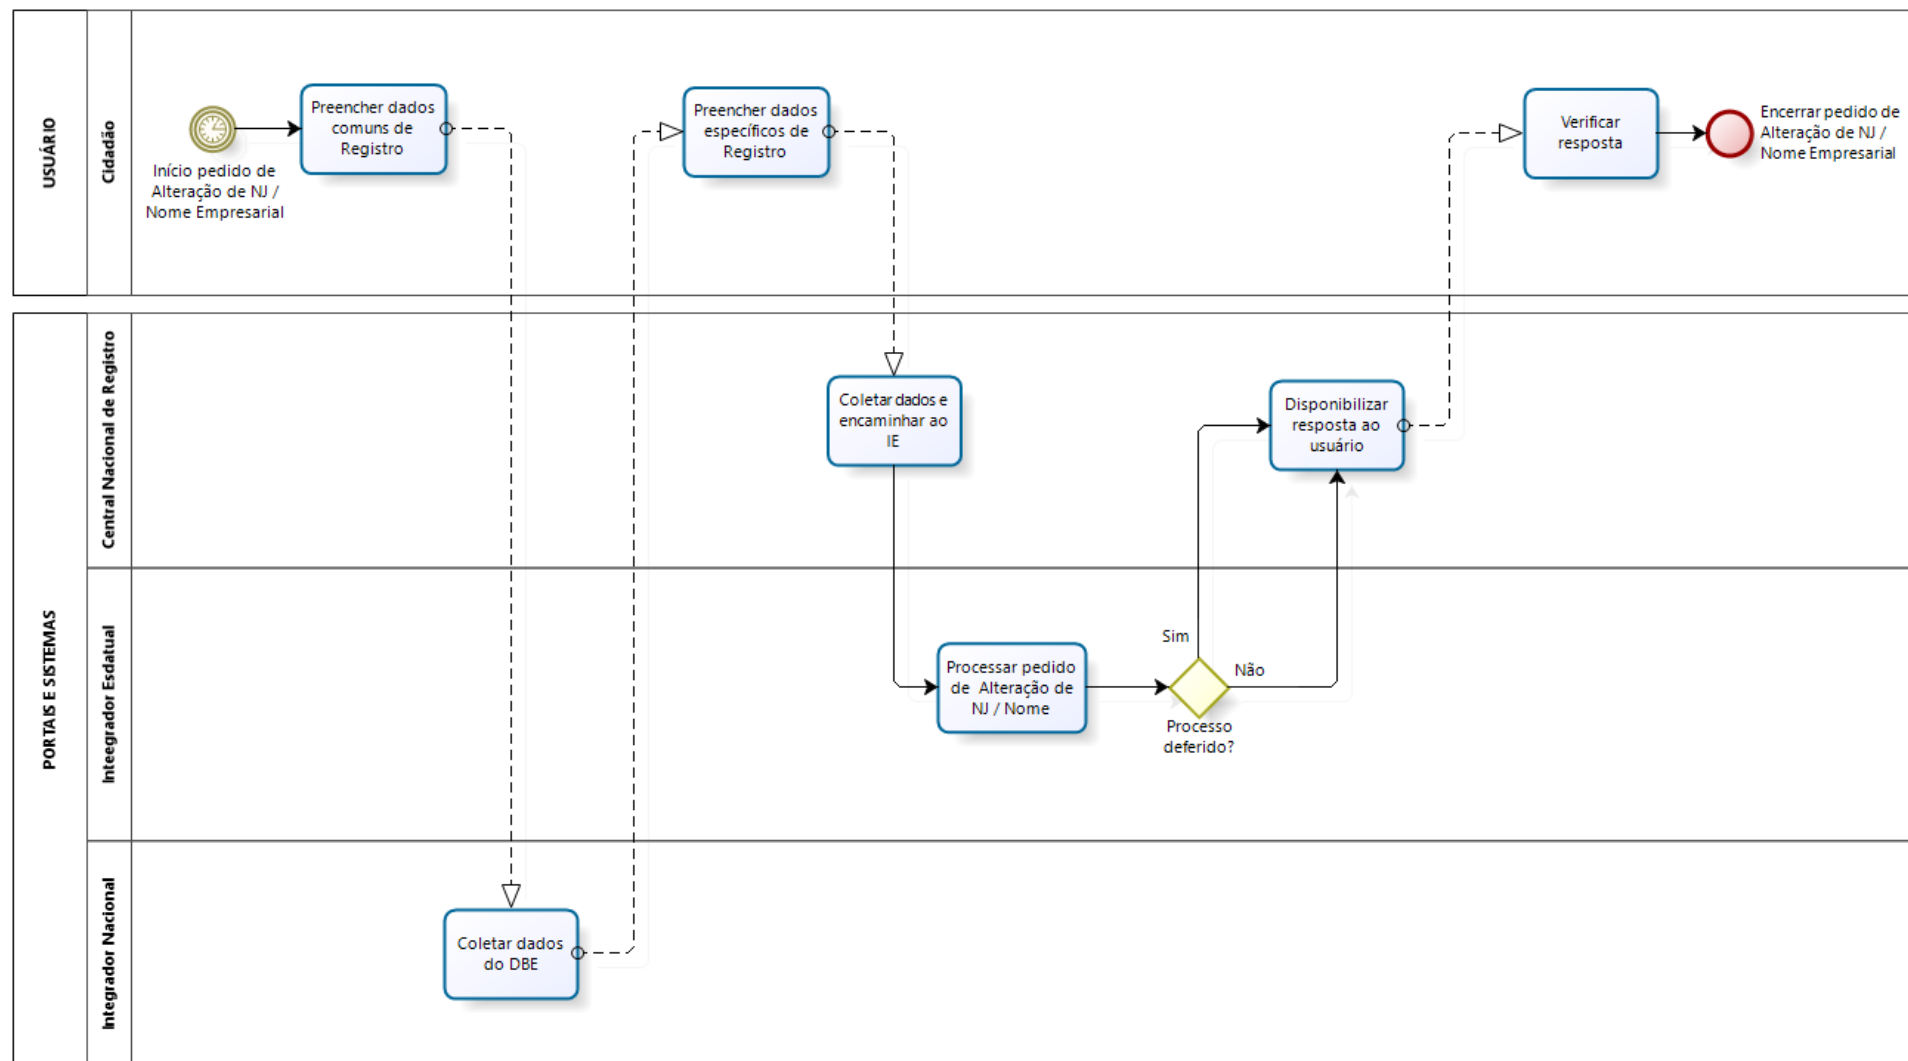 USUÁRIO
Cidadão
Início pedido de
Alteração de NJ /
Nome Empresarial
Preencher dados
comuns de
Registro
Preencher dados
específicos de
Registro
Verificar
resposta
Encerrar pedido de
Alteração de NJ /
Nome Empresarial
PORTAIS E SISTEMAS
Central Nacional de Registro
Coletar dados e
encaminhar ao
IE
Disponibilizar
resposta ao
usuário
Inteegrador Esdatual
Processar pedido
de Alteração de
NJ / Nome
Sim
Não
Processo
deferido?
Integrador Nacional
Coletar dados
do DBE